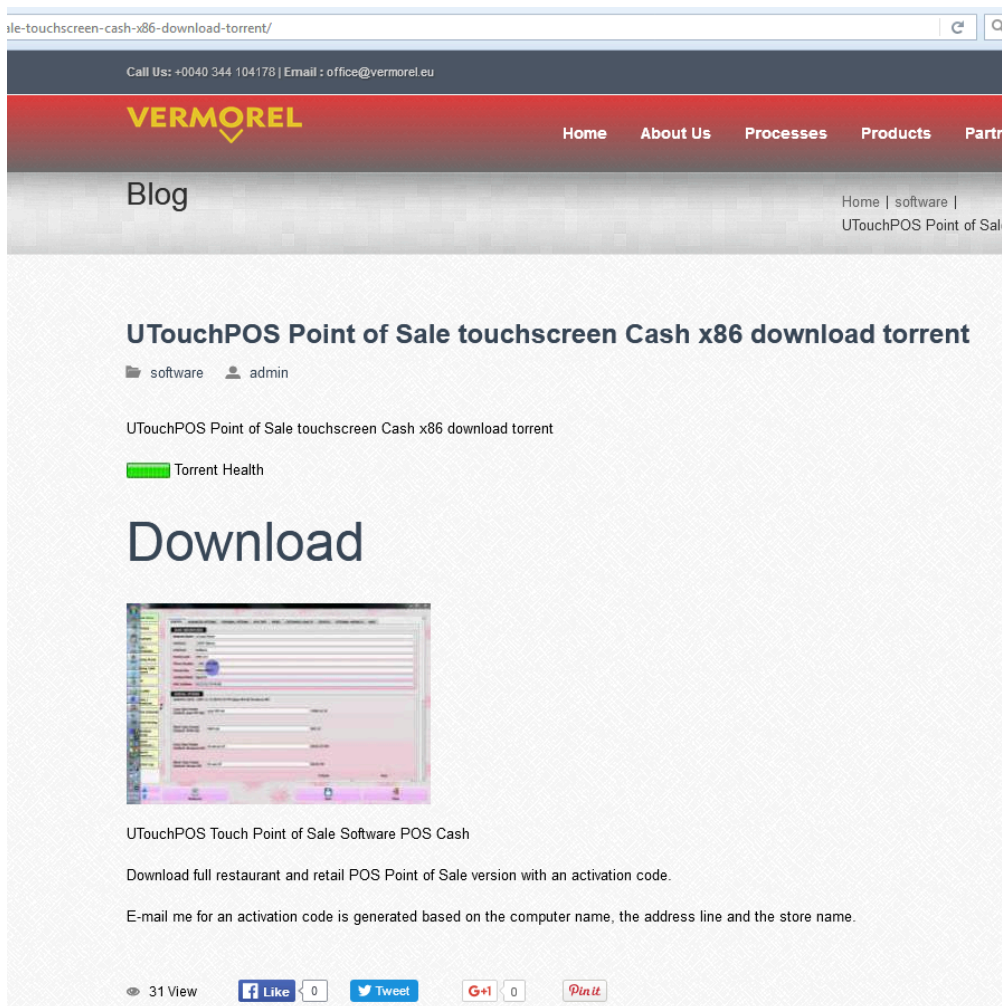 ale-touchscreen-cash-x86-download-torrent/
Call Us: +0040 344 104178 | Email : office@vermorel.eu
VERMOREL
Home About Us Processes Products Partn
Blog
Home | software |
UTouchPOS Point of Sale
UTouchPOS Point of Sale touchscreen Cash x86 download torrent
software admin
UTouchPOS Point of Sale touchscreen Cash x86 download torrent
Torrent Health
Download
UTouchPOS Touch Point of Sale Software POS Cash
Download full restaurant and retail POS Point of Sale version with an activation code.
E-mail me for an activation code is generated based on the computer name, the address line and the store name.
31 View Like 0 Tweet G+1 0 Pin it